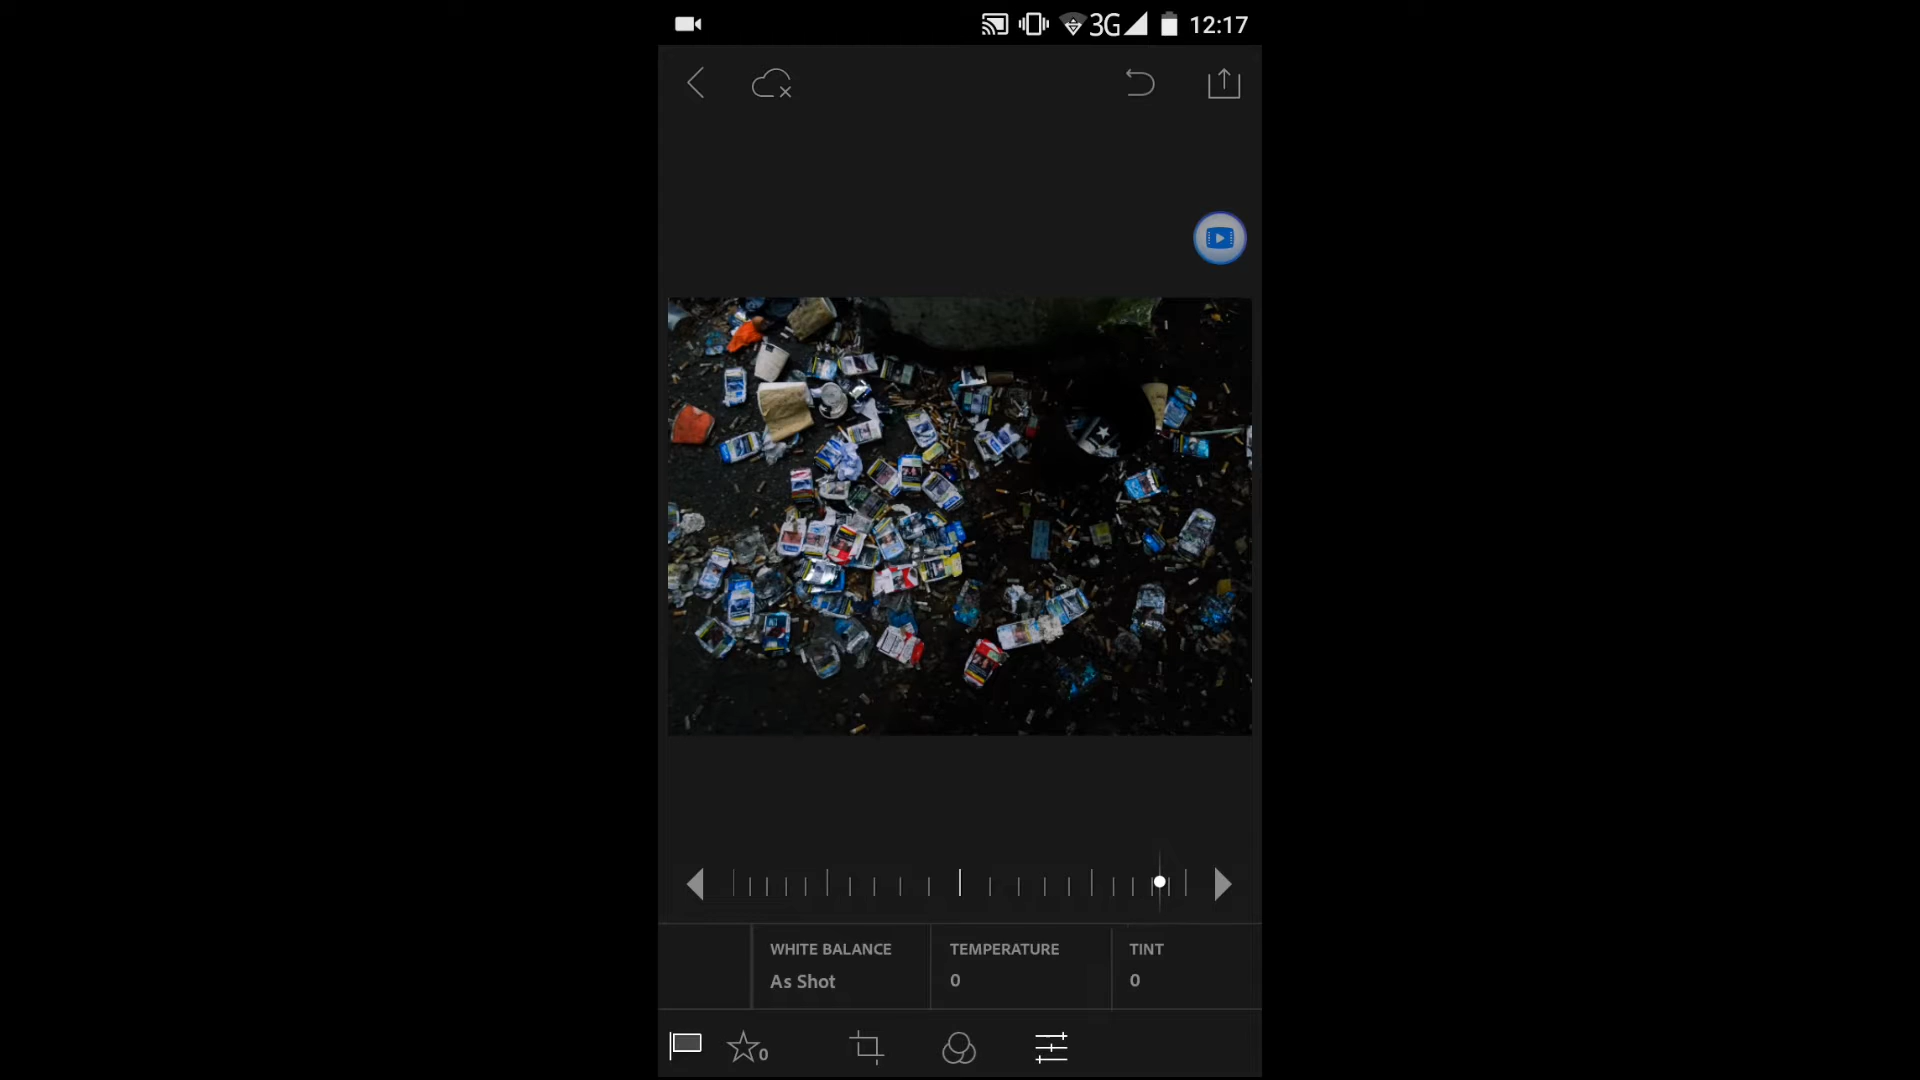 3G 12:17
WHITE BALANCE TEMPERATURE TINT
As Shot 0 0
0